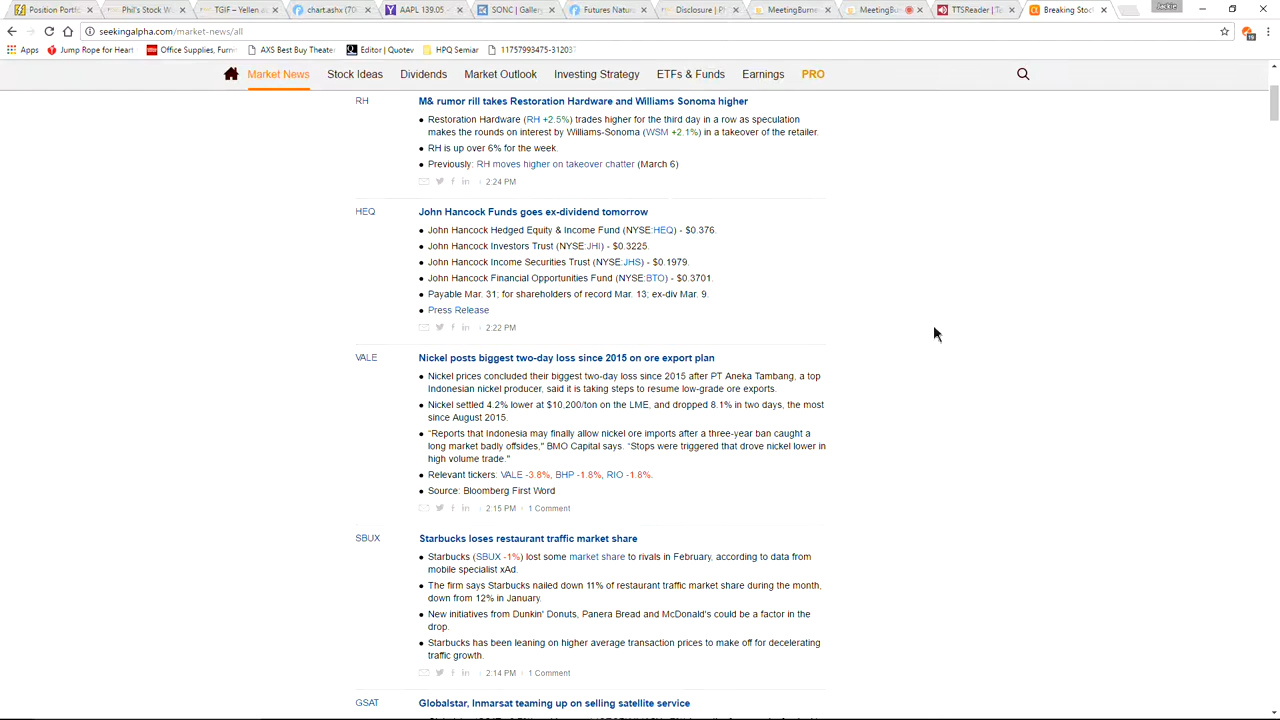 Position Portfo
Phil's Stock W
TGIF – Yellen a
chart.ashx (70
AAPL 139.05
SONC | Gallery
Futures Natura
Disclosure | P
MeetingBurne
MeetingBur
TTSReader | T
Breaking Stoc
Jackie
seekingalpha.com/market-news/all
Apps
Jump Rope for Heart
Office Supplies, Furni
AXS Best Buy Theater
Editor | Quotev
HPQ Semiar
11757993475-31203
Market News
Stock Ideas
Dividends
Market Outlook
Investing Strategy
ETFs & Funds
Earnings
PRO
RH
M& rumor rill takes Restoration Hardware and Williams Sonoma higher
Restoration Hardware (RH +2.5%) trades higher for the third day in a row as speculation
makes the rounds on interest by Williams-Sonoma (WSM +2.1%) in a takeover of the retailer.
RH is up over 6% for the week.
Previously: RH moves higher on takeover chatter (March 6)
2:24 PM
HEQ
John Hancock Funds goes ex-dividend tomorrow
John Hancock Hedged Equity & Income Fund (NYSE:HEQ) - $0.376.
John Hancock Investors Trust (NYSE:JHI) - $0.3225.
John Hancock Income Securities Trust (NYSE:JHS) - $0.1979.
John Hancock Financial Opportunities Fund (NYSE:BTO) - $0.3701.
Payable Mar. 31; for shareholders of record Mar. 13; ex-div Mar. 9.
Press Release
2:22 PM
VALE
Nickel posts biggest two-day loss since 2015 on ore export plan
Nickel prices concluded their biggest two-day loss since 2015 after PT Aneka Tambang, a top
Indonesian nickel producer, said it is taking steps to resume low-grade ore exports.
Nickel settled 4.2% lower at $10,200/ton on the LME, and dropped 8.1% in two days, the most
since August 2015.
"Reports that Indonesia may finally allow nickel ore imports after a three-year ban caught a
long market badly offsides," BMO Capital says. "Stops were triggered that drove nickel lower in
high volume trade."
Relevant tickers: VALE -3.8%, BHP -1.8%, RIO -1.8%.
Source: Bloomberg First Word
2:15 PM
1 Comment
SBUX
Starbucks loses restaurant traffic market share
Starbucks (SBUX -1%) lost some market share to rivals in February, according to data from
mobile specialist xAd.
The firm says Starbucks nailed down 11% of restaurant traffic market share during the month,
down from 12% in January.
New initiatives from Dunkin' Donuts, Panera Bread and McDonald's could be a factor in the
drop.
Starbucks has been leaning on higher average transaction prices to make off for decelerating
traffic growth.
2:14 PM
1 Comment
GSAT
Globalstar, Inmarsat teaming up on selling satellite service